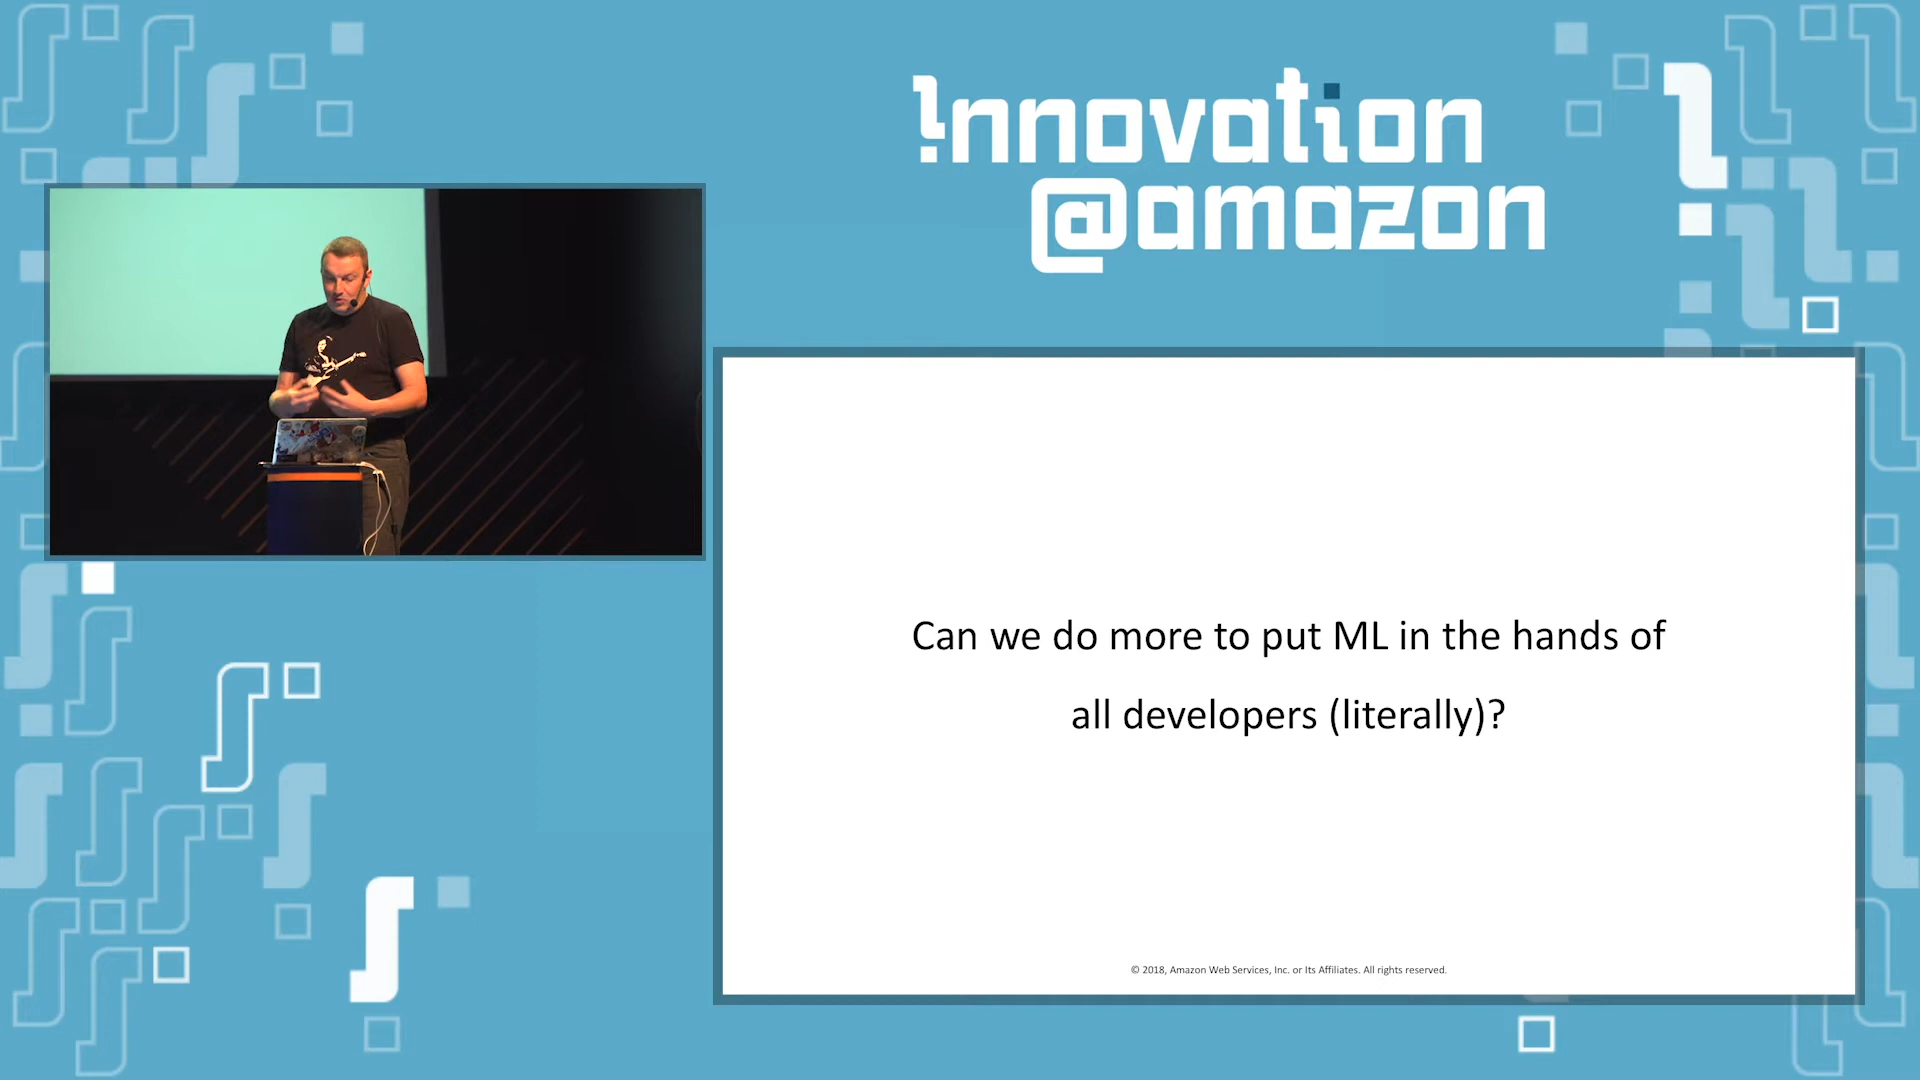 Innovation
@amazon
Can we do more to put ML in the hands of
all developers (literally)?
© 2018, Amazon Web Services, Inc. or Its Affiliates. All rights reserved.